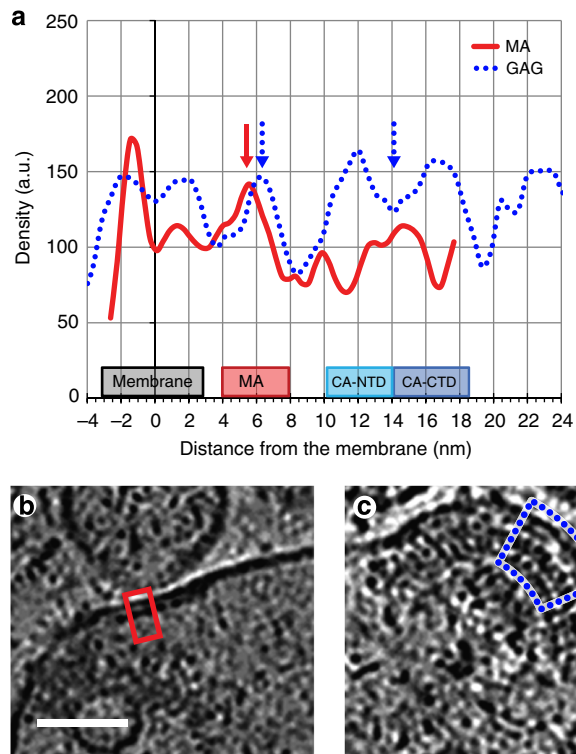 a
250
200
150
100
50
0
Density (a.u.)
MA
GAG
Membrane
MA
CA-NTD
CA-CTD
–4 –2 0 2 4 6 8 10 12 14 16 18 20 22 24
Distance from the membrane (nm)
b
c